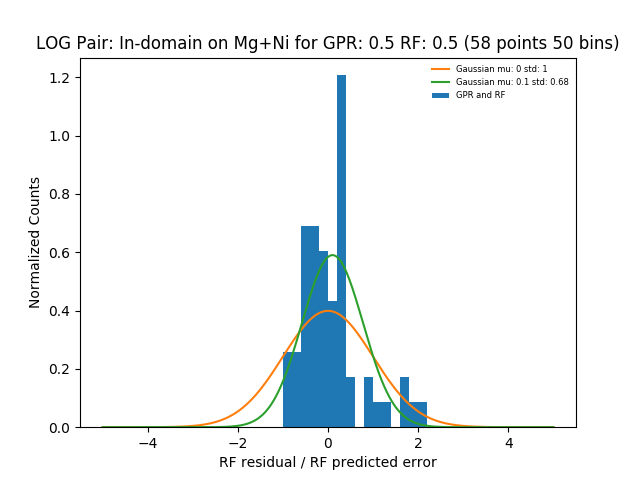 LOG Pair: In-domain on Mg+Ni for GPR: 0.5 RF: 0.5 (58 points 50 bins)
Gaussian mu: 0 std: 1
Gaussian mu: 0.1 std: 0.68
GPR and RF
Normalized Counts
1.2
1.0
0.8
0.6
0.4
0.2
0.0
−4 −2 0 2 4
RF residual / RF predicted error